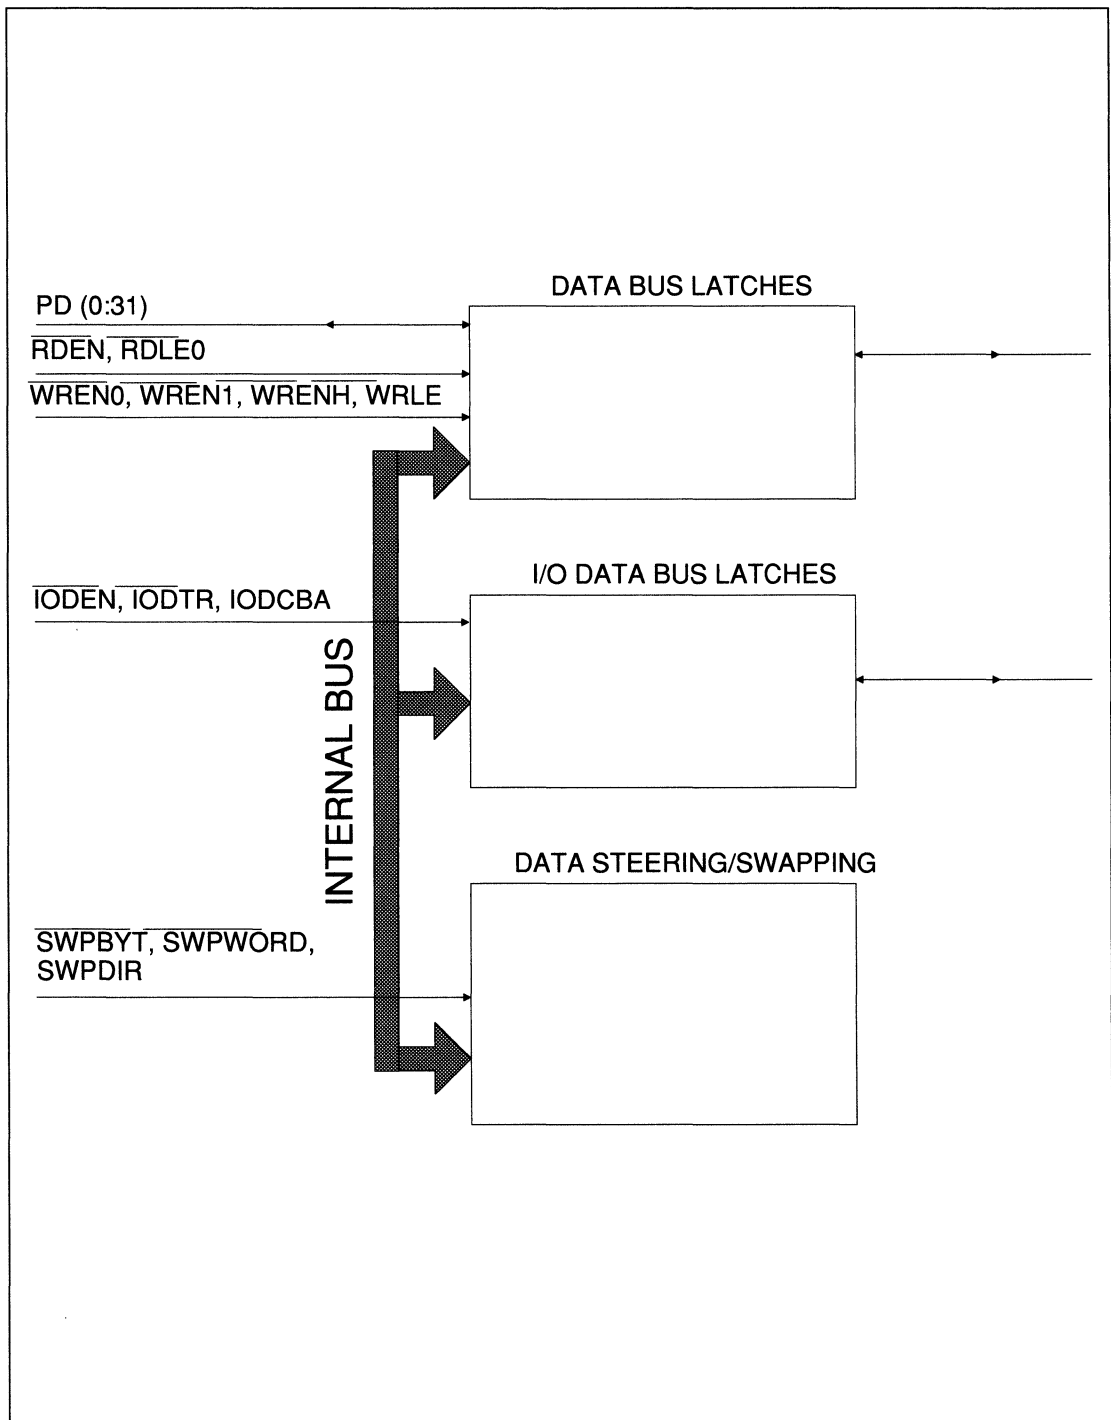 DATA BUS LATCHES
PD (0:31)
RDEN, RDLE0
WREN0, WREN1, WRENH, WRLE
I/O DATA BUS LATCHES
IODEN, IODTR, IODCBA
INTERNAL BUS
DATA STEERING/SWAPPING
SWPBYT, SWPWORD,
SWPDIR